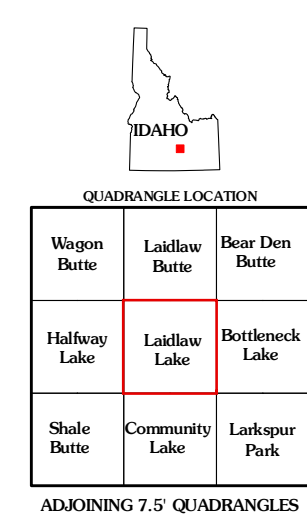 IDAHO
QUADRANGLE LOCATION
Wagon
Butte
Laidlaw
Butte
Bear Den
Butte
Halfway
Lake
Laidlaw
Lake
Bottleneck
Lake
Shale
Butte
Community
Lake
Larkspur
Park
ADJOINING 7.5' QUADRANGLES